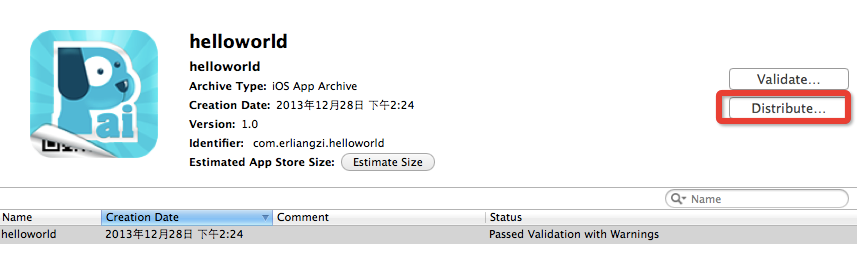 helloworld
helloworld
Archive Type: iOS App Archive
Creation Date: 2013年12月28日 下午2:24
Version: 1.0
Identifier: com.erliangzi.helloworld
Estimated App Store Size: Estimate Size
Validate...
Distribute...
ai
Name
Name Creation Date Comment Status
helloworld 2013年12月28日 下午2:24 Passed Validation with Warnings